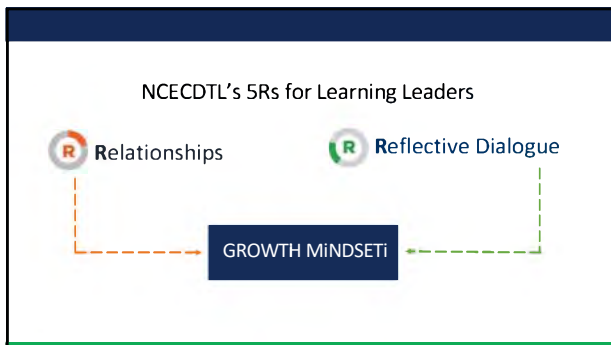 NCECDTL's 5Rs for Learning Leaders
R Relationships
R Reflective Dialogue
GROWTH MiNDSETi